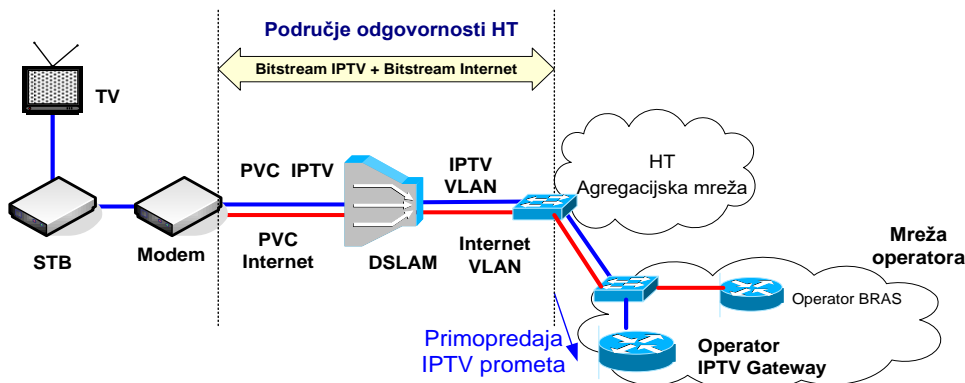 Područje odgovornosti HT
Bitstream IPTV + Bitstream Internet
TV
PVC IPTV
IPTV
VLAN
HT
Agregacijska mreža
STB
Modem
PVC
Internet
DSLAM
Internet
VLAN
Mreža
operatora
Operator BRAS
Primopredaja
IPTV prometa
Operator
IPTV Gateway